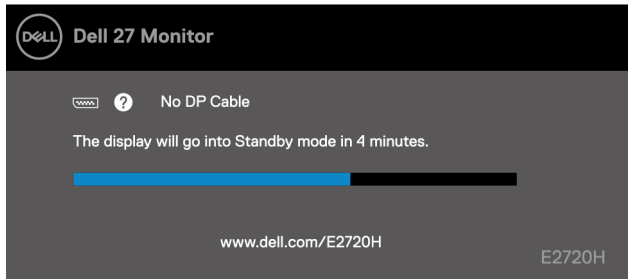 DELL
Dell 27 Monitor
? No DP Cable
The display will go into Standby mode in 4 minutes.
www.dell.com/E2720H
E2720H